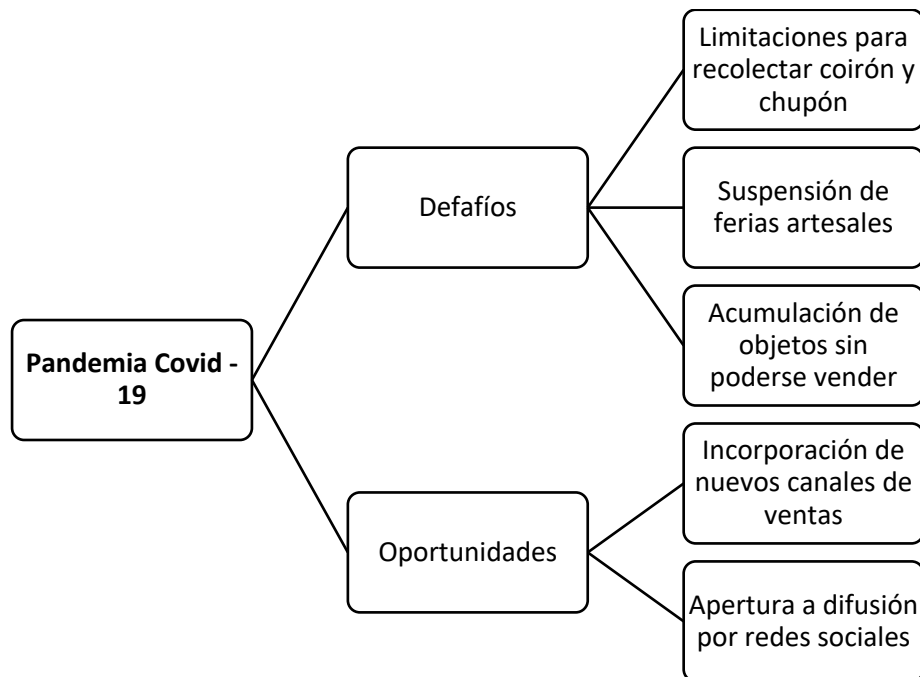 Pandemia Covid -
19
Defafíos
Limitaciones para
recolectar coirón y
chupón
Suspensión de
ferias artesales
Acumulación de
objetos sin
poderse vender
Oportunidades
Incorporación de
nuevos canales de
ventas
Apertura a difusión
por redes sociales